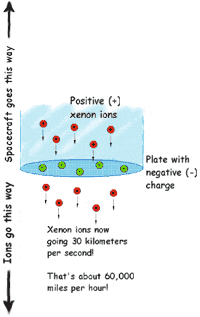 Spacecraft goes this way
Ions go this way
Positive (+)
xenon ions
Plate with
negative (-)
charge
Xenon ions now
going 30 kilometers
per second!
That's about 60,000
miles per hour!